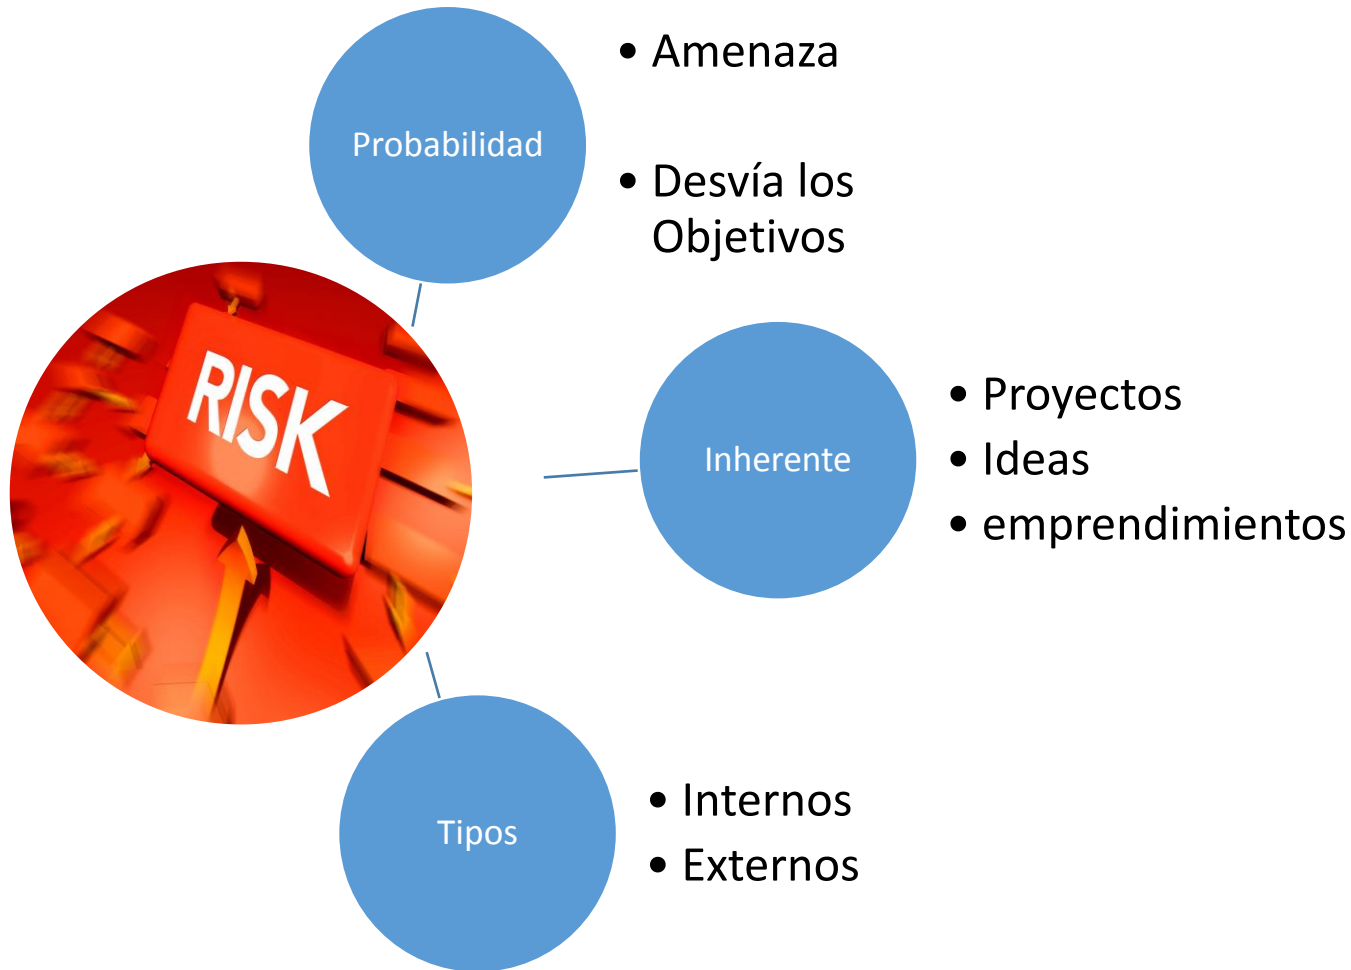 Probabilidad
• Amenaza
• Desvía los
Objetivos
RISK
Inherente
• Proyectos
• Ideas
• emprendimientos
Tipos
• Internos
• Externos